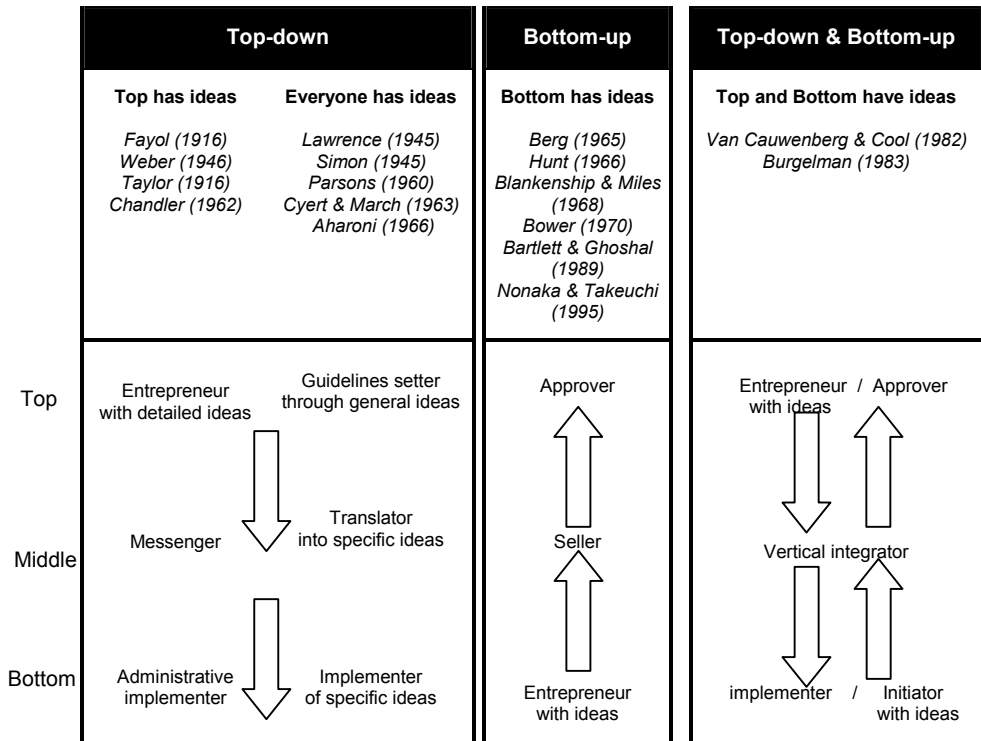 Top-down
Bottom-up
Top-down & Bottom-up
Top has ideas
Fayol (1916)
Weber (1946)
Taylor (1916)
Chandler (1962)
Everyone has ideas
Lawrence (1945)
Simon (1945)
Parsons (1960)
Cyert & March (1963)
Aharoni (1966)
Bottom has ideas
Berg (1965)
Hunt (1966)
Blankenship & Miles
(1968)
Bower (1970)
Bartlett & Ghoshal
(1989)
Nonaka & Takeuchi
(1995)
Top and Bottom have ideas
Van Cauwenberg & Cool (1982)
Burgelman (1983)
Top
Entrepreneur
with detailed ideas
Guidelines setter
through general ideas
Approver
Entrepreneur / Approver
with ideas
Middle
Messenger
Translator
into specific ideas
Seller
Vertical integrator
Bottom
Administrative
implementer
Implementer
of specific ideas
Entrepreneur
with ideas
implementer / Initiator
with ideas